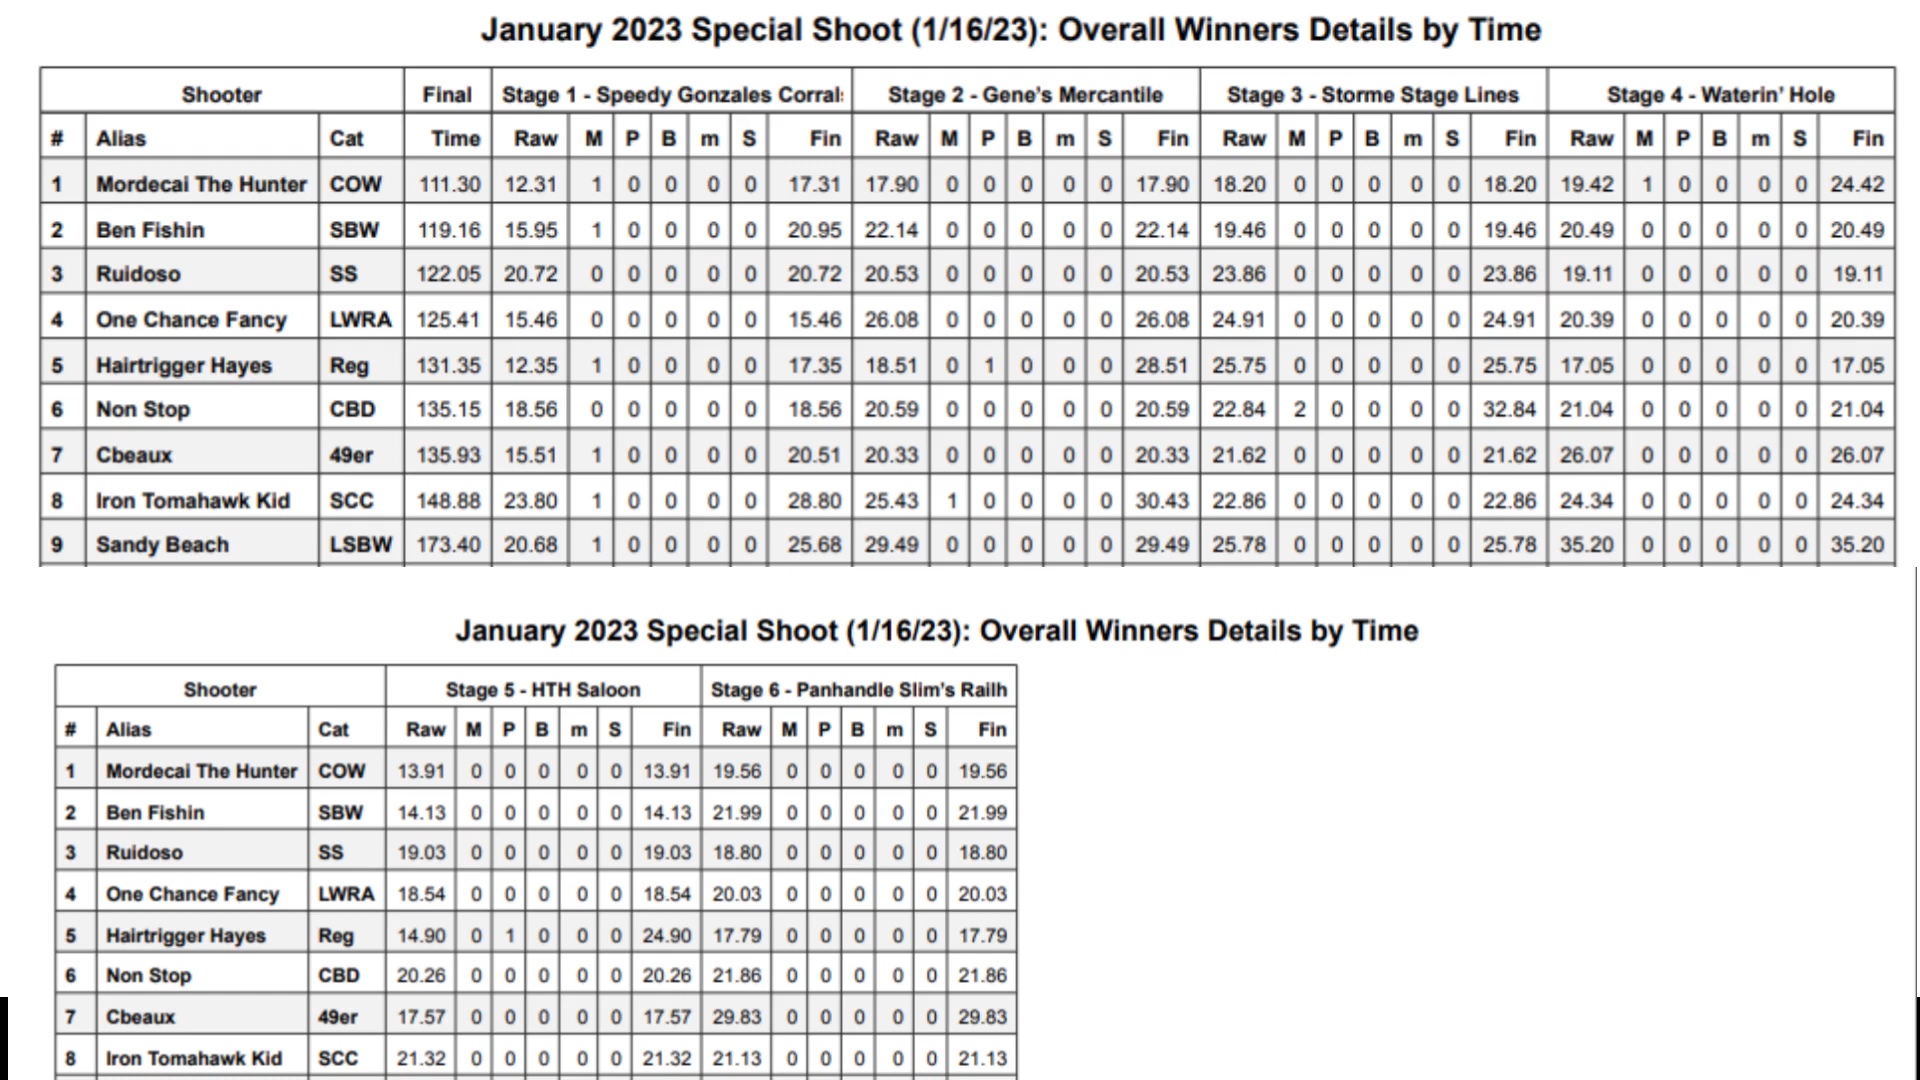 January 2023 Special Shoot (1/16/23): Overall Winners Details by Time
Shooter Final Stage 1 - Speedy Gonzales Corral: Stage 2 - Gene's Mercantile Stage 3 - Storme Stage Lines Stage 4 - Waterin' Hole
# Alias Cat Time Raw M P B m S Fin Raw M P B m S Fin Raw M P B m S Fin Raw M P B m S Fin
1 Mordecai The Hunter COW 111.30 12.31 1 0 0 0 0 17.31 17.90 0 0 0 0 0 17.90 18.20 0 0 0 0 0 18.20 19.42 1 0 0 0 0 24.42
2 Ben Fishin SBW 119.16 15.95 1 0 0 0 0 20.95 22.14 0 0 0 0 0 22.14 19.46 0 0 0 0 0 19.46 20.49 0 0 0 0 0 20.49
3 Ruidoso SS 122.05 20.72 0 0 0 0 0 20.72 20.53 0 0 0 0 0 20.53 23.86 0 0 0 0 0 23.86 19.11 0 0 0 0 0 19.11
4 One Chance Fancy LWRA 125.41 15.46 0 0 0 0 0 15.46 26.08 0 0 0 0 0 26.08 24.91 0 0 0 0 0 24.91 20.39 0 0 0 0 0 20.39
5 Hairtrigger Hayes Reg 131.35 12.35 1 0 0 0 0 17.35 18.51 0 1 0 0 0 28.51 25.75 0 0 0 0 0 25.75 17.05 0 0 0 0 0 17.05
6 Non Stop CBD 135.15 18.56 0 0 0 0 0 18.56 20.59 0 0 0 0 0 20.59 22.84 2 0 0 0 0 32.84 21.04 0 0 0 0 0 21.04
7 Cbeaux 49er 135.93 15.51 1 0 0 0 0 20.51 20.33 0 0 0 0 0 20.33 21.62 0 0 0 0 0 21.62 26.07 0 0 0 0 0 26.07
8 Iron Tomahawk Kid SCC 148.88 23.80 1 0 0 0 0 28.80 25.43 1 0 0 0 0 30.43 22.86 0 0 0 0 0 22.86 24.34 0 0 0 0 0 24.34
9 Sandy Beach LSBW 173.40 20.68 1 0 0 0 0 25.68 29.49 0 0 0 0 0 29.49 25.78 0 0 0 0 0 25.78 35.20 0 0 0 0 0 35.20
January 2023 Special Shoot (1/16/23): Overall Winners Details by Time
Shooter Stage 5 - HTH Saloon Stage 6 - Panhandle Slim's Railh
# Alias Cat Raw M P B m S Fin Raw M P B m S Fin
1 Mordecai The Hunter COW 13.91 0 0 0 0 0 13.91 19.56 0 0 0 0 0 19.56
2 Ben Fishin SBW 14.13 0 0 0 0 0 14.13 21.99 0 0 0 0 0 21.99
3 Ruidoso SS 19.03 0 0 0 0 0 19.03 18.80 0 0 0 0 0 18.80
4 One Chance Fancy LWRA 18.54 0 0 0 0 0 18.54 20.03 0 0 0 0 0 20.03
5 Hairtrigger Hayes Reg 14.90 0 1 0 0 0 24.90 17.79 0 0 0 0 0 17.79
6 Non Stop CBD 20.26 0 0 0 0 0 20.26 21.86 0 0 0 0 0 21.86
7 Cbeaux 49er 17.57 0 0 0 0 0 17.57 29.83 0 0 0 0 0 29.83
8 Iron Tomahawk Kid SCC 21.32 0 0 0 0 0 21.32 21.13 0 0 0 0 0 21.13